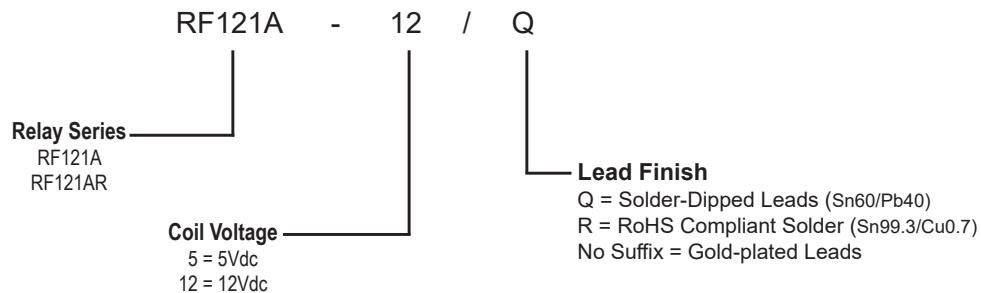 RF121A - 12 / Q
Relay Series
RF121A
RF121AR
Coil Voltage
5 = 5Vdc
12 = 12Vdc
Lead Finish
Q = Solder-Dipped Leads (Sn60/Pb40)
R = RoHS Compliant Solder (Sn99.3/Cu0.7)
No Suffix = Gold-plated Leads